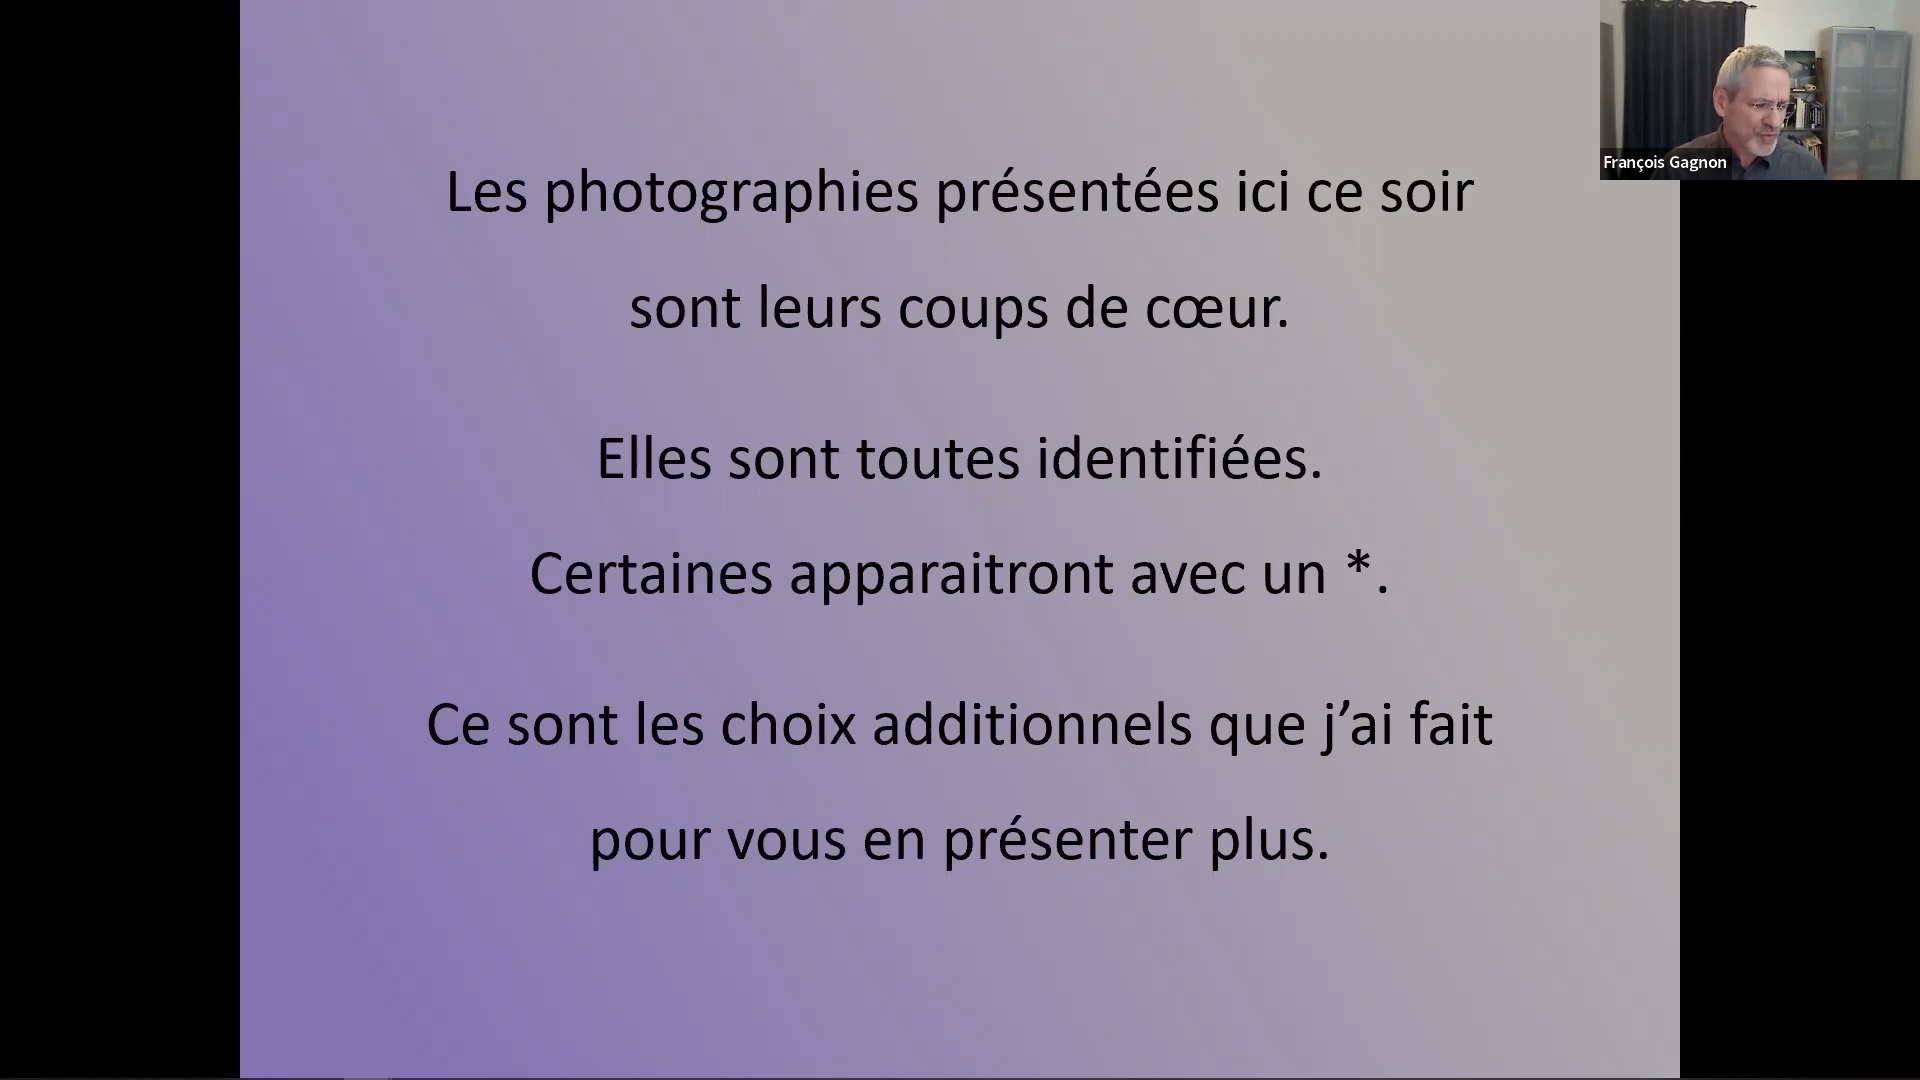 Les photographies présentées ici ce soir
sont leurs coups de cœur.
Elles sont toutes identifiées.
Certaines apparaitront avec un *.
Ce sont les choix additionnels que j’ai fait
pour vous en présenter plus.
François Gagnon